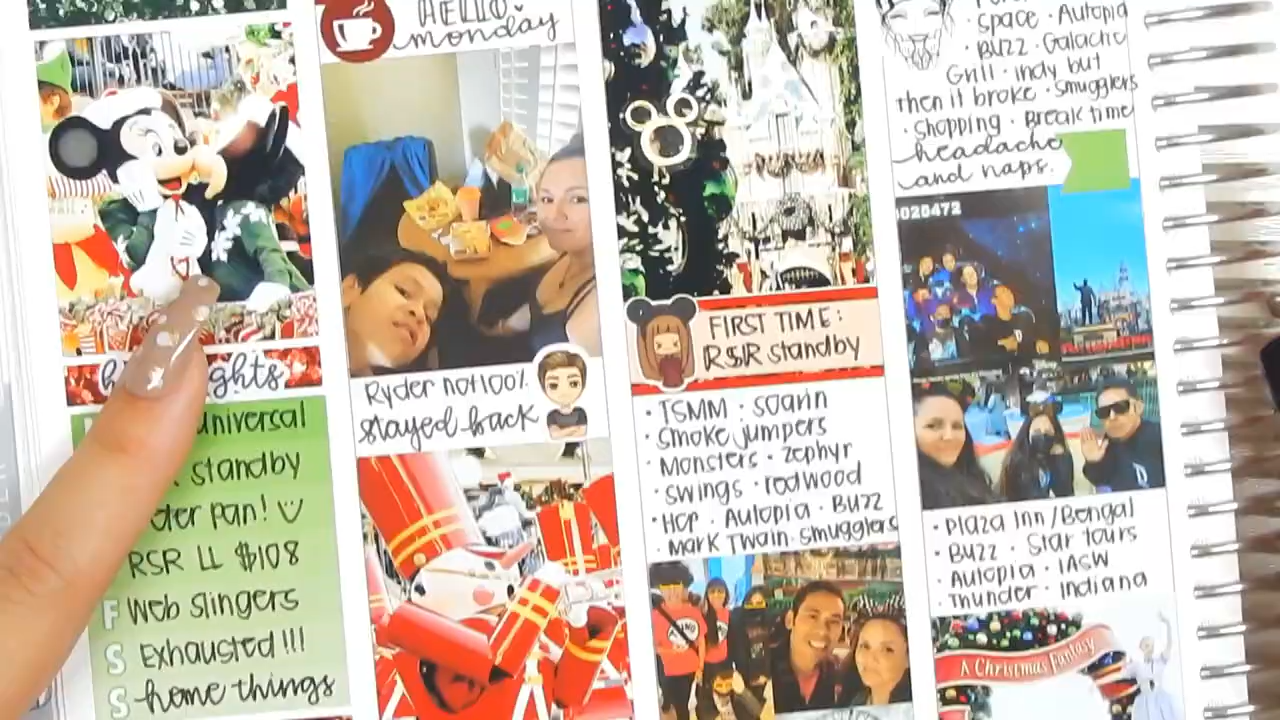 universal
standby
Pan!
RSR LL $108
F Web Slingers
S Exhausted!!!
S home things
HELLO
monday
Ryder not 100%
stayed back
FIRST TIME:
RSR standby
• TSMM • soarin
• smoke jumpers
• Monsters • zephyr
• swings • redwood
• HOP • Autopia • BUZZ
• Mark Twain • Smugglers
space • Autopia
• BUZZ • Galactic
Grill • indy but
then it broke • Smugglers
• shopping • Break time
headache
and naps.
020472
• Plaza Inn/Bengal
• BUZZ • Star tours
• Autopia • IASW
• Thunder • Indiana
A Christmas Fantasy